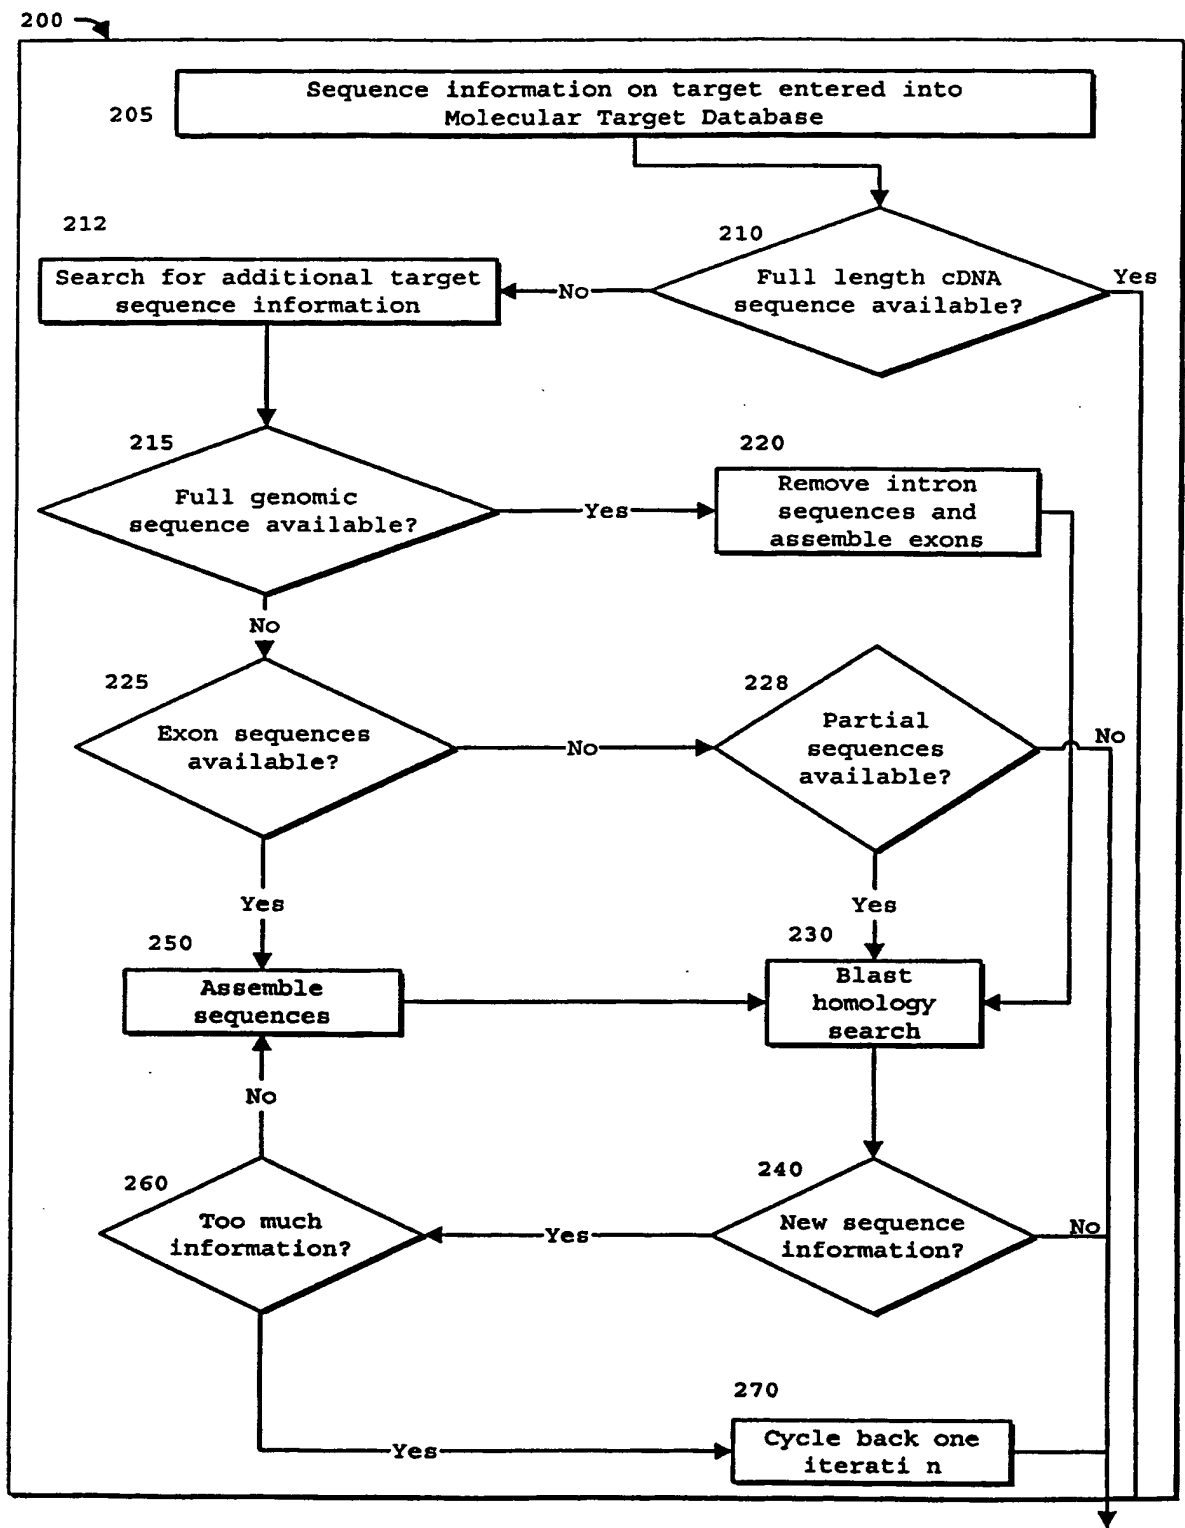 200
205
Sequence information on target entered into
Molecular Target Database
212
210
Search for additional target
sequence information
No
Full length cDNA
sequence available?
Yes
215
220
Full genomic
sequence available?
Yes
Remove intron
sequences and
assemble exons
No
225
228
Exon sequences
available?
No
Partial
sequences
available?
No
Yes
Yes
250
230
Assemble
sequences
Blast
homology
search
No
260
240
Too much
information?
Yes
New sequence
information?
No
270
Yes
Cycle back one
iterati n